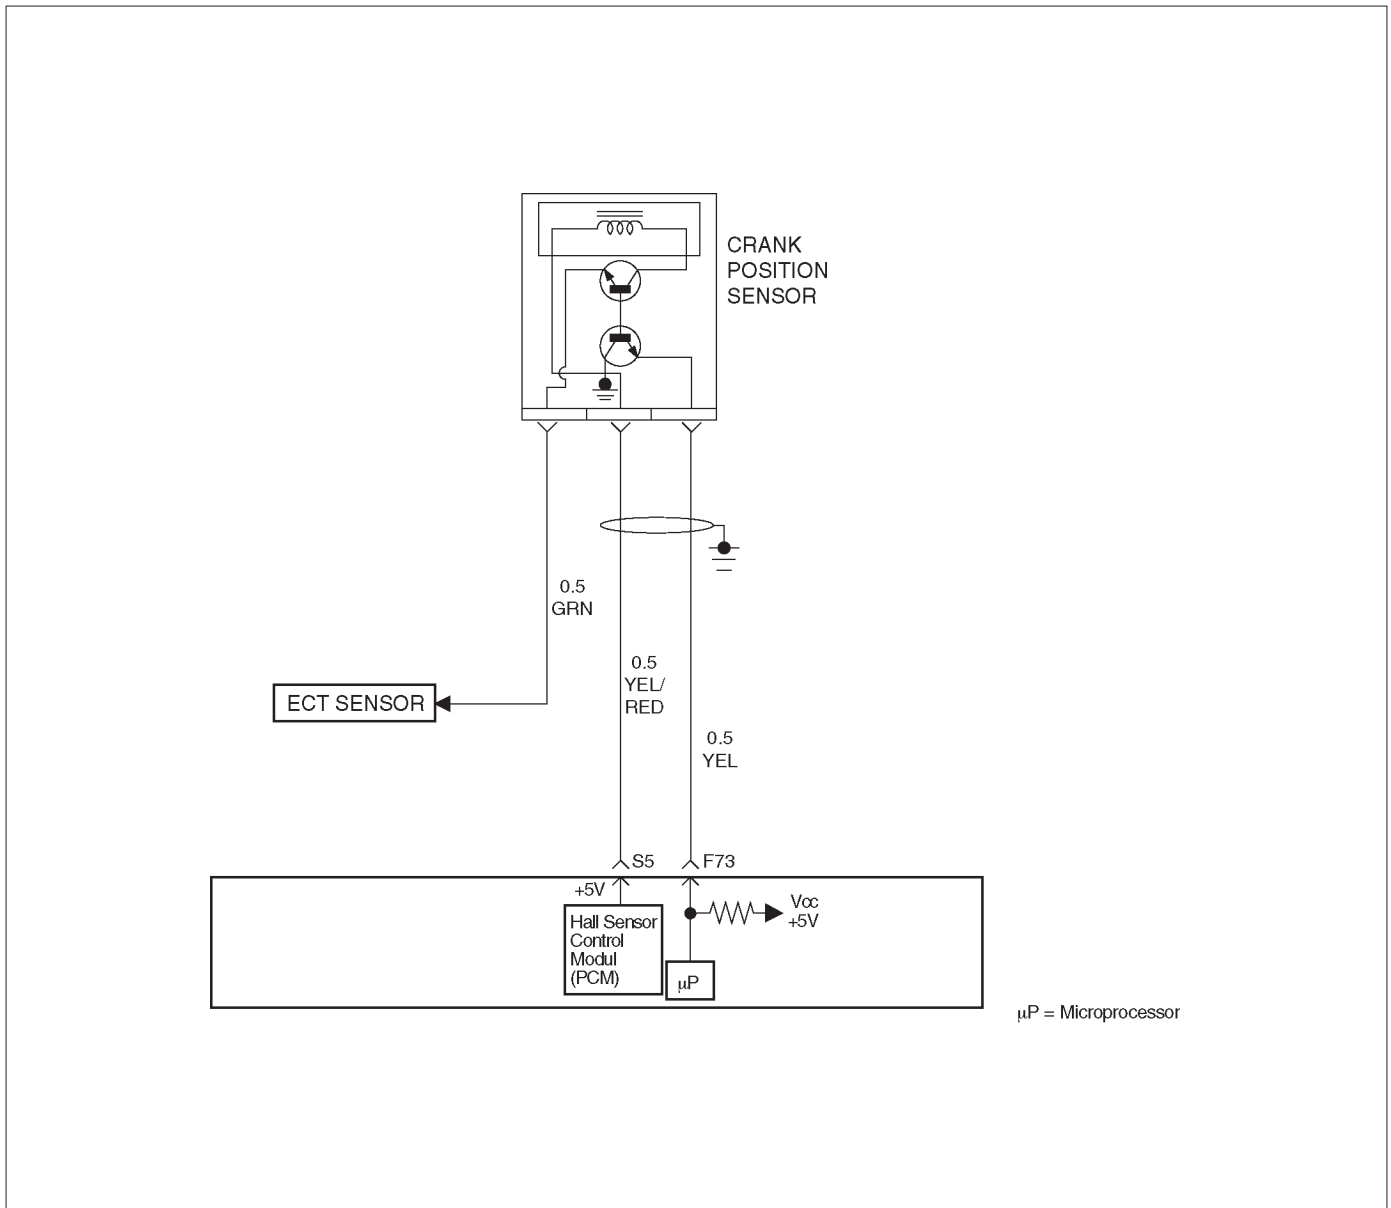 CRANK
POSITION
SENSOR
0.5
GRN
0.5
YEL/
RED
ECT SENSOR
0.5
YEL
S5
F73
+5V
Vcc
+5V
Hall Sensor
Control
Modul
(PCM)
µP
µP = Microprocessor